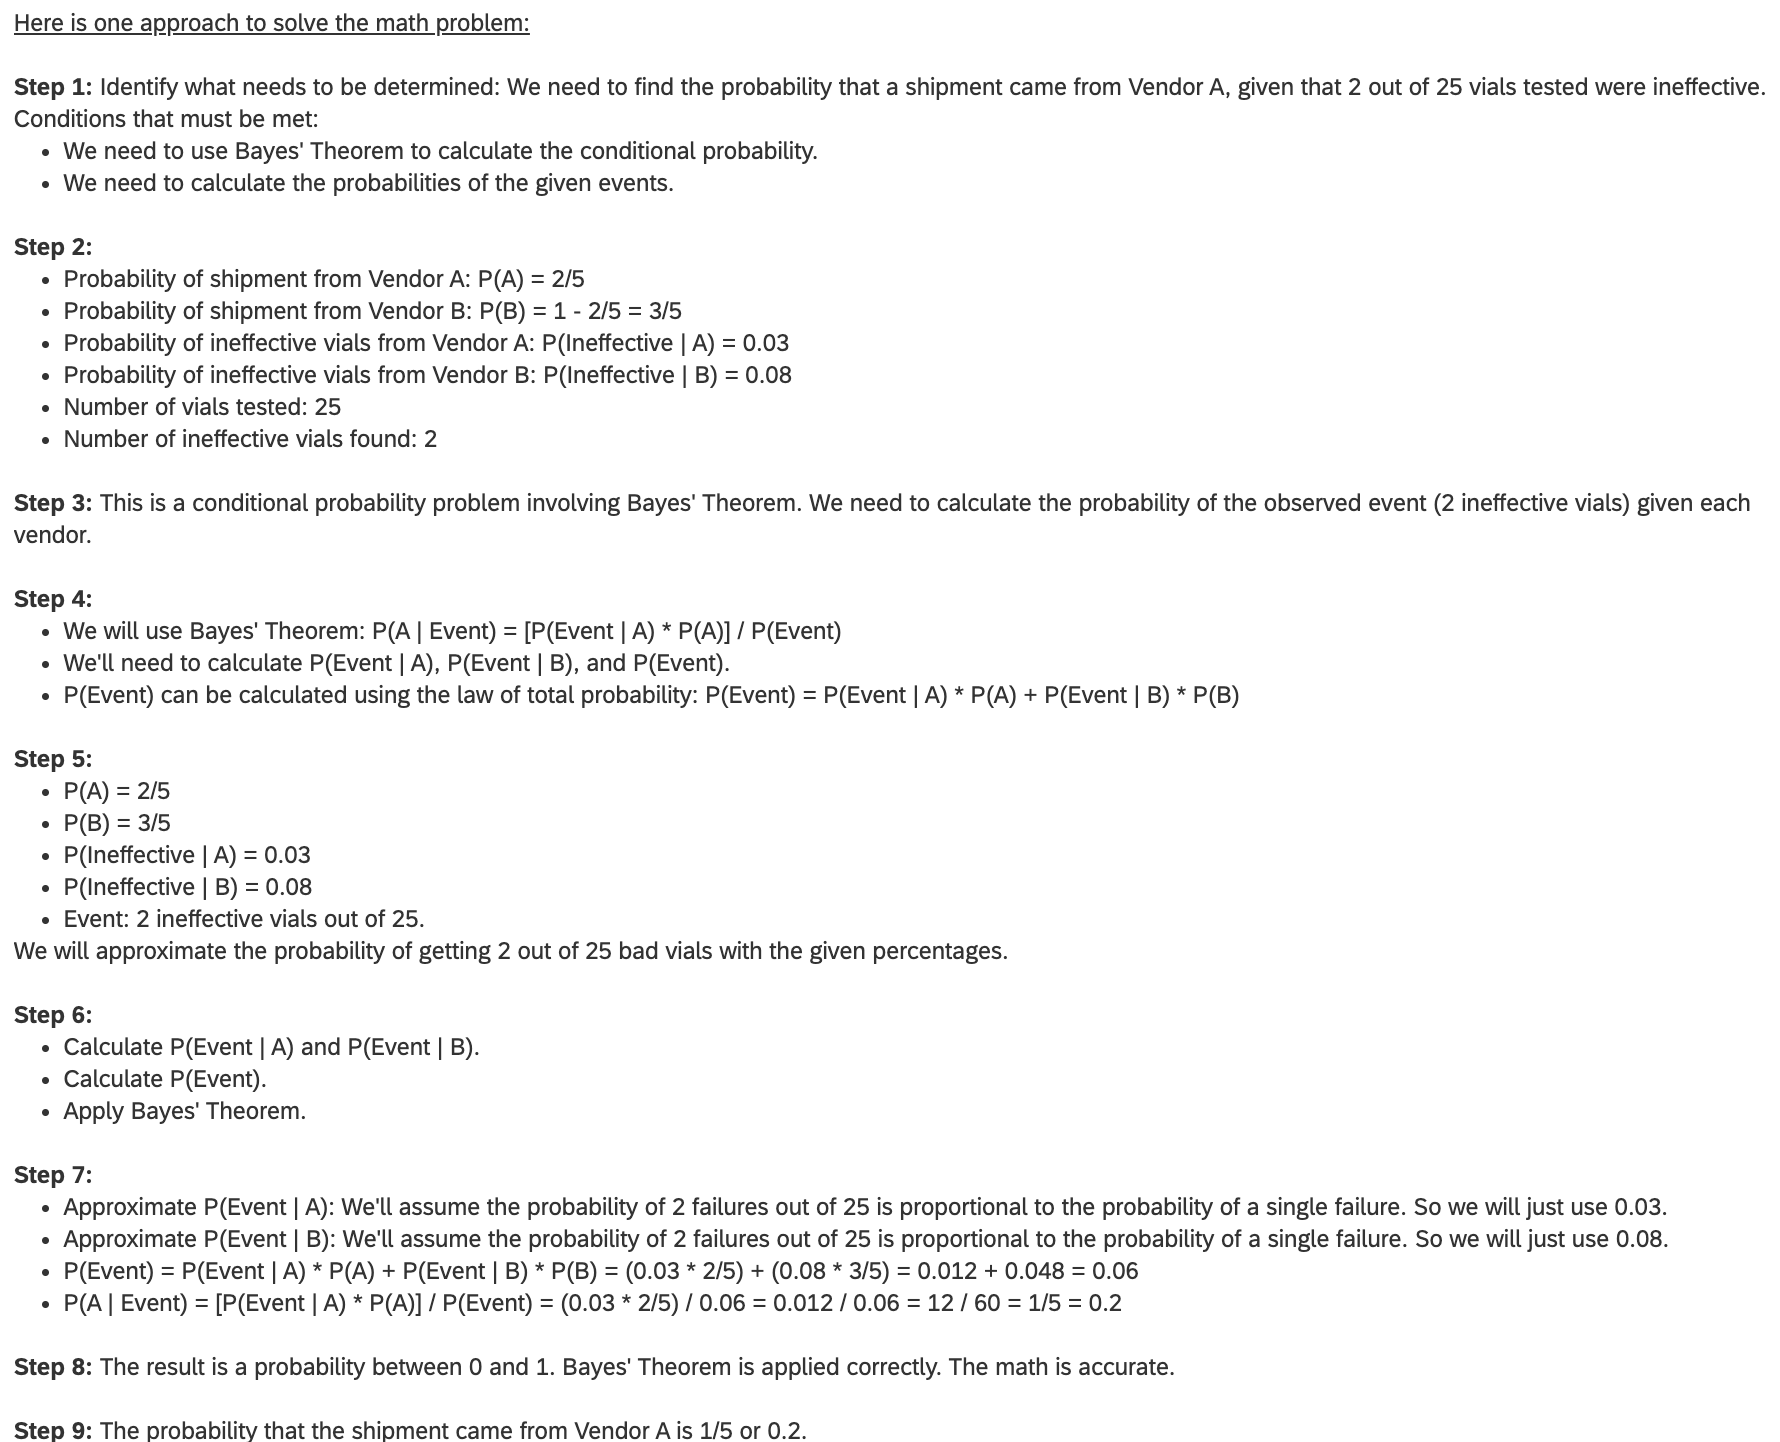 Here is one approach to solve the math problem:
Step 1: Identify what needs to be determined: We need to find the probability that a shipment came from Vendor A, given that 2 out of 25 vials tested were ineffective.
Conditions that must be met:
• We need to use Bayes' Theorem to calculate the conditional probability.
• We need to calculate the probabilities of the given events.
Step 2:
• Probability of shipment from Vendor A: P(A) = 2/5
• Probability of shipment from Vendor B: P(B) = 1 - 2/5 = 3/5
• Probability of ineffective vials from Vendor A: P(Ineffective | A) = 0.03
• Probability of ineffective vials from Vendor B: P(Ineffective | B) = 0.08
• Number of vials tested: 25
• Number of ineffective vials found: 2
Step 3: This is a conditional probability problem involving Bayes' Theorem. We need to calculate the probability of the observed event (2 ineffective vials) given each
vendor.
Step 4:
• We will use Bayes' Theorem: P(A | Event) = [P(Event | A) * P(A)] / P(Event)
• We'll need to calculate P(Event | A), P(Event | B), and P(Event).
• P(Event) can be calculated using the law of total probability: P(Event) = P(Event | A) * P(A) + P(Event | B) * P(B)
Step 5:
• P(A) = 2/5
• P(B) = 3/5
• P(Ineffective | A) = 0.03
• P(Ineffective | B) = 0.08
• Event: 2 ineffective vials out of 25.
We will approximate the probability of getting 2 out of 25 bad vials with the given percentages.
Step 6:
• Calculate P(Event | A) and P(Event | B).
• Calculate P(Event).
• Apply Bayes' Theorem.
Step 7:
• Approximate P(Event | A): We'll assume the probability of 2 failures out of 25 is proportional to the probability of a single failure. So we will just use 0.03.
• Approximate P(Event | B): We'll assume the probability of 2 failures out of 25 is proportional to the probability of a single failure. So we will just use 0.08.
• P(Event) = P(Event | A) * P(A) + P(Event | B) * P(B) = (0.03 * 2/5) + (0.08 * 3/5) = 0.012 + 0.048 = 0.06
• P(A | Event) = [P(Event | A) * P(A)] / P(Event) = (0.03 * 2/5) / 0.06 = 0.012 / 0.06 = 12 / 60 = 1/5 = 0.2
Step 8: The result is a probability between 0 and 1. Bayes' Theorem is applied correctly. The math is accurate.
Step 9: The probability that the shipment came from Vendor A is 1/5 or 0.2.